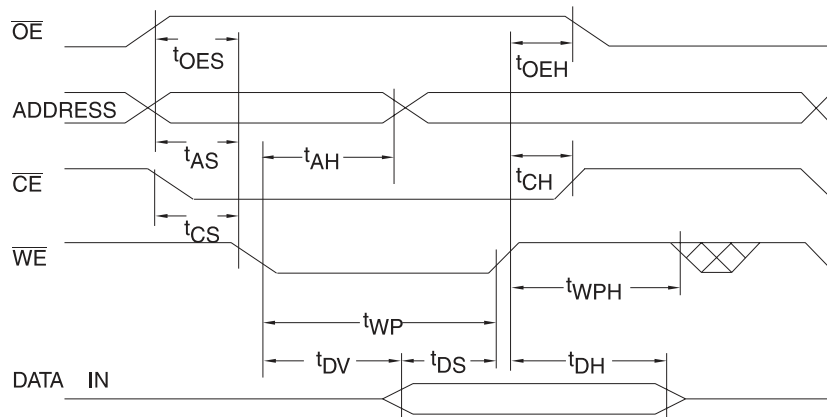 OE
tOES
tOEH
ADDRESS
tAS
tAH
CE
tCH
tCS
WE
tWPH
tWP
tDV
tDS
tDH
DATA IN